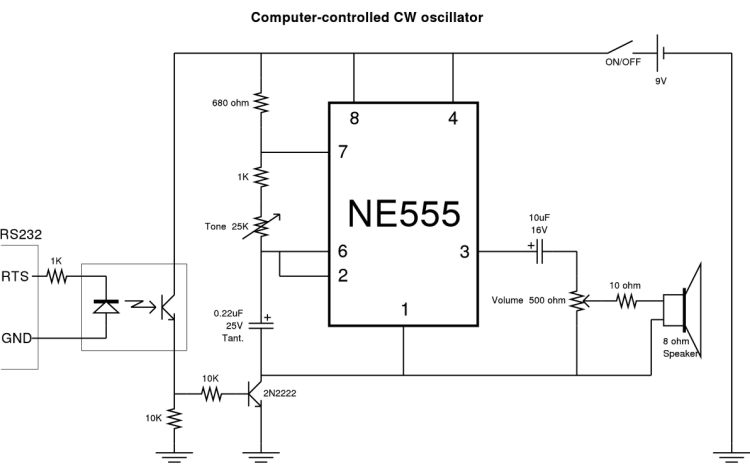 Computer-controlled CW oscillator
ON/OFF
9V
680 ohm
8
4
7
1K
NE555
Tone 25K
10uF
16V
+
RS232
6
3
2
RTS
1K
Volume 500 ohm
10 ohm
0.22uF
+
25V
Tant.
1
GND
8 ohm
Speaker
10K
2N2222
10K